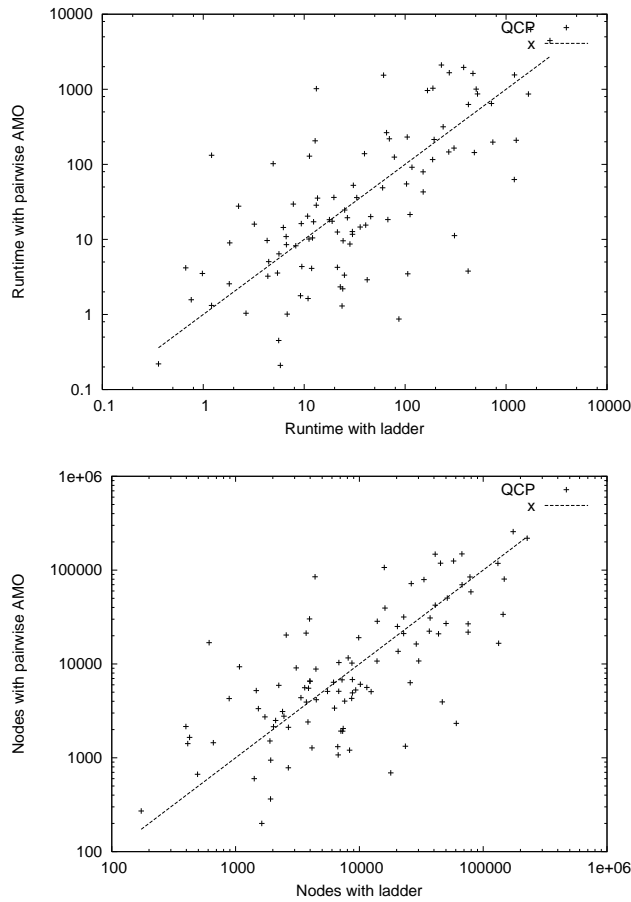 10000
QCP
x
1000
100
10
1
0.1
0.1 1 10 100 1000 10000
Runtime with pairwise AMO
Runtime with ladder
1e+06
QCP
x
100000
10000
1000
100
100 1000 10000 100000 1e+06
Nodes with pairwise AMO
Nodes with ladder